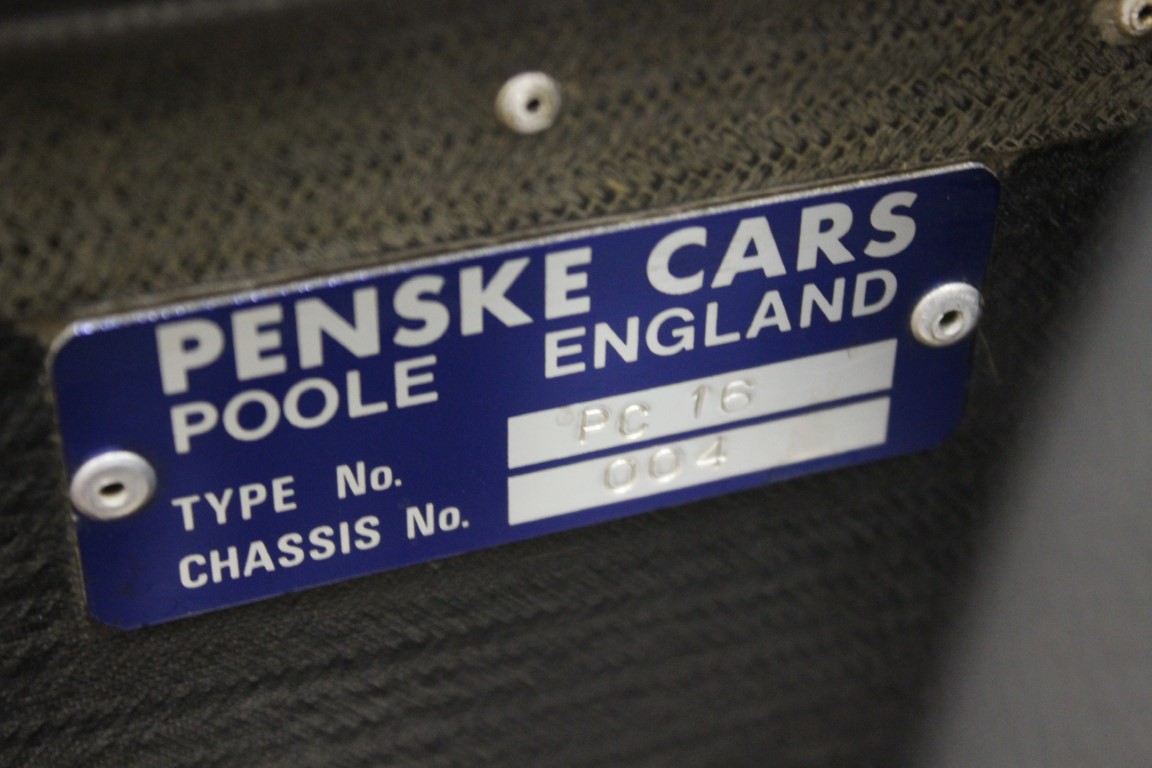 PENSKE CARS
POOLE ENGLAND
TYPE No. PC 16
CHASSIS No. 004